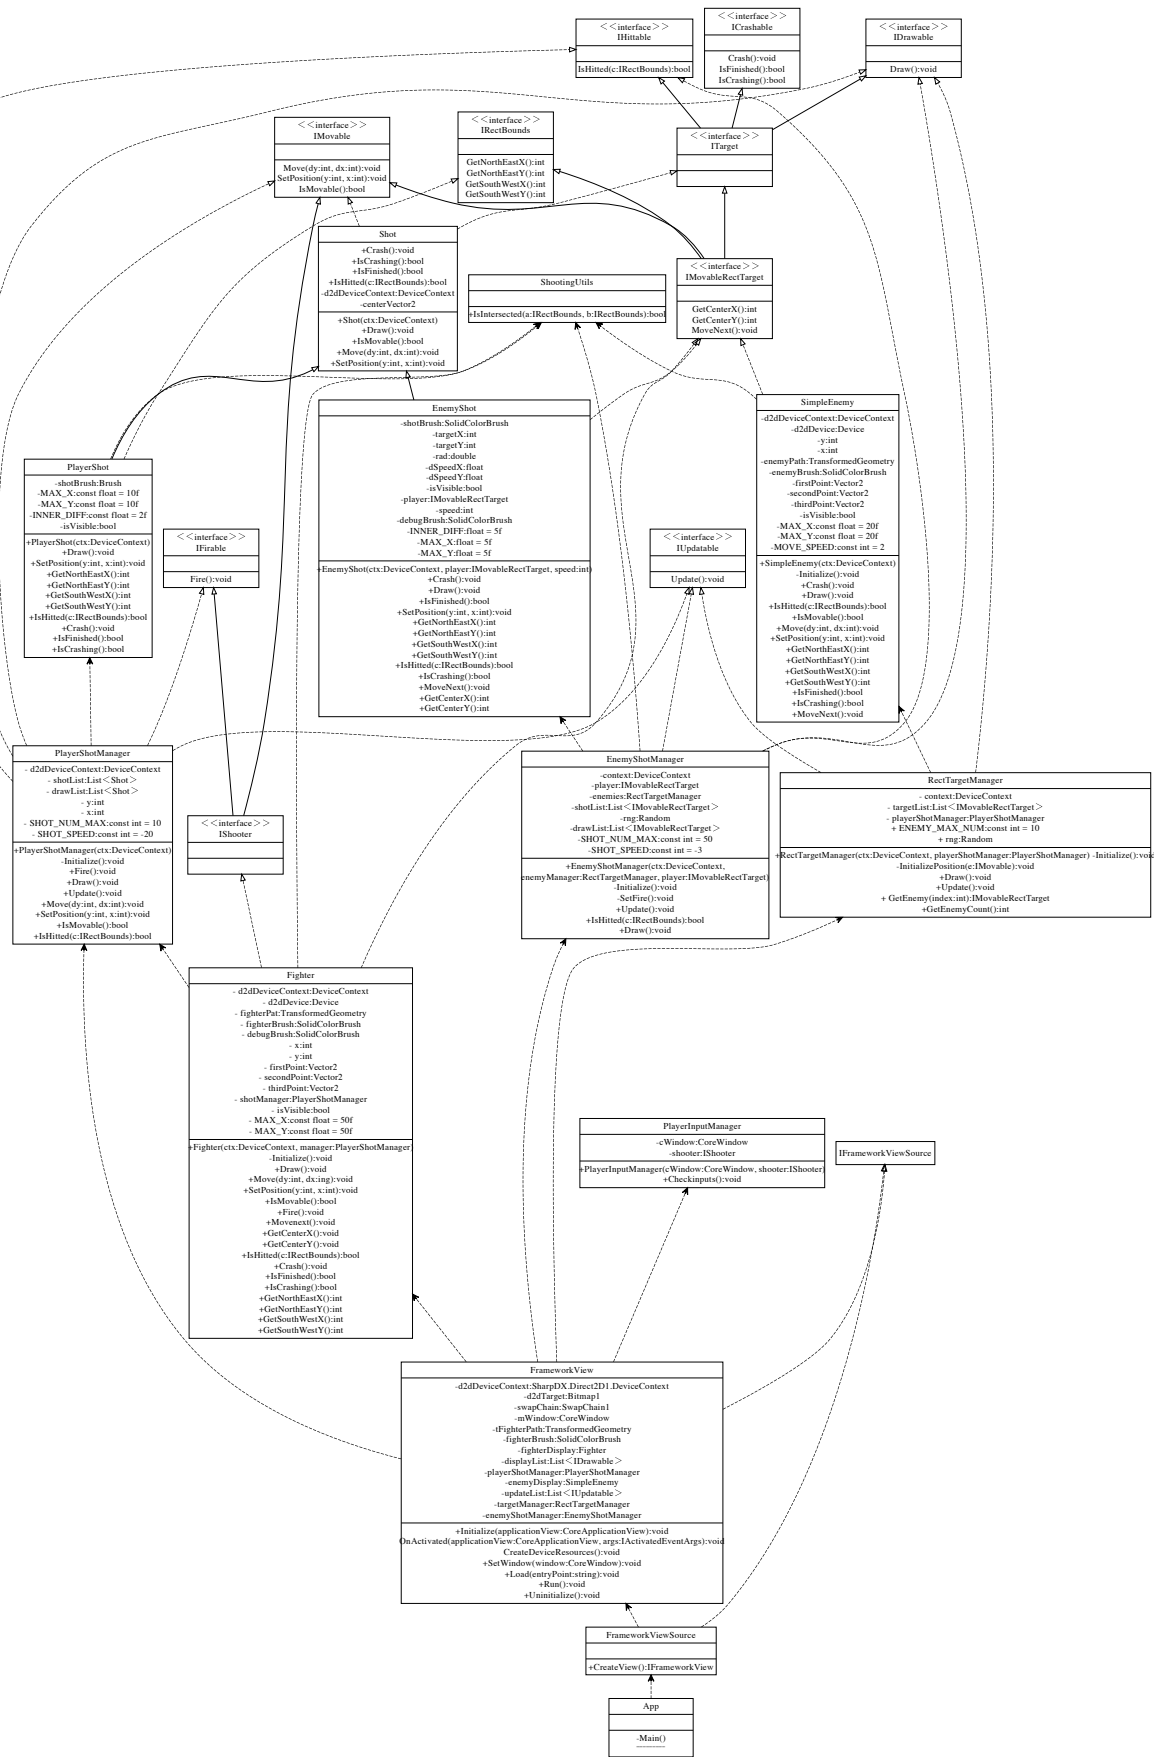 <<interface>>
IHittable
IsHitted(c:IRectBounds):bool
<<interface>>
ICrashable
Crash():void
IsFinished():bool
IsCrashing():bool
<<interface>>
IDrawable
Draw():void
<<interface>>
IMovable
Move(dy:int, dx:int):void
SetPosition(y:int, x:int):void
IsMovable():bool
<<interface>>
IRectBounds
GetNorthEastX():int
GetNorthEastY():int
GetSouthWestX():int
GetSouthWestY():int
<<interface>>
ITarget
Shot
+Crash():void
+IsCrashing():bool
+IsFinished():bool
+IsHitted(c:IRectBounds):bool
-d2dDeviceContext:DeviceContext
-centerVector2
+Shot(ctx:DeviceContext)
+Draw():void
+IsMovable():bool
+Move(dy:int, dx:int):void
+SetPosition(y:int, x:int):void
ShootingUtils
+IsIntersected(a:IRectBounds, b:IRectBounds):bool
<<interface>>
IMovableRectTarget
GetCenterX():int
GetCenterY():int
MoveNext():void
EnemyShot
-shotBrush:SolidColorBrush
-targetX:int
-targetY:int
-rad:double
-dSpeedX:float
-dSpeedY:float
-isVisible:bool
-player:IMovableRectTarget
-speed:int
-debugBrush:SolidColorBrush
-INNER_DIFF:float = 5f
-MAX_X:float = 5f
-MAX_Y:float = 5f
+EnemyShot(ctx:DeviceContext, player:IMovableRectTarget, speed:int)
+Crash():void
+Draw():void
+IsFinished():bool
+SetPosition(y:int, x:int):void
+GetNorthEastX():int
+GetNorthEastY():int
+GetSouthWestX():int
+GetSouthWestY():int
+IsHitted(c:IRectBounds):bool
+IsCrashing():bool
+MoveNext():void
+GetCenterX():int
+GetCenterY():int
SimpleEnemy
-d2dDeviceContext:DeviceContext
-d2dDevice:Device
-y:int
-x:int
-enemyPath:TransformedGeometry
-enemyBrush:SolidColorBrush
-firstPoint:Vector2
-secondPoint:Vector2
-thirdPoint:Vector2
-isVisible:bool
-MAX_X:const float = 20f
-MAX_Y:const float = 20f
-MOVE_SPEED:const int = 2
+SimpleEnemy(ctx:DeviceContext)
-Initialize():void
+Crash():void
+Draw():void
+IsHitted(c:IRectBounds):bool
+IsMovable():bool
+Move(dy:int, dx:int):void
+SetPosition(y:int, x:int):void
+GetNorthEastX():int
+GetNorthEastY():int
+GetSouthWestX():int
+GetSouthWestY():int
+IsFinished():bool
+IsCrashing():bool
+MoveNext():void
PlayerShot
-shotBrush:Brush
-MAX_X:const float = 10f
-MAX_Y:const float = 10f
-INNER_DIFF:const float = 2f
-isVisible:bool
+PlayerShot(ctx:DeviceContext)
+Draw():void
+SetPosition(y:int, x:int):void
+GetNorthEastX():int
+GetNorthEastY():int
+GetSouthWestX():int
+GetSouthWestY():int
+IsHitted(c:IRectBounds):bool
+Crash():void
+IsFinished():bool
+IsCrashing():bool
<<interface>>
IFirable
Fire():void
<<interface>>
IUpdatable
Update():void
PlayerShotManager
- d2dDeviceContext:DeviceContext
- shotList:List<Shot>
- drawList:List<Shot>
- y:int
- x:int
- SHOT_NUM_MAX:const int = 10
- SHOT_SPEED:const int = -20
+PlayerShotManager(ctx:DeviceContext)
-Initialize():void
+Fire():void
+Draw():void
+Update():void
+Move(dy:int, dx:int):void
+SetPosition(y:int, x:int):void
+IsMovable():bool
+IsHitted(c:IRectBounds):bool
<<interface>>
IShooter
EnemyShotManager
-context:DeviceContext
-player:IMovableRectTarget
-enemies:RectTargetManager
-shotList:List<IMovableRectTarget>
-rng:Random
-drawList:List<IMovableRectTarget>
-SHOT_NUM_MAX:const int = 50
-SHOT_SPEED:const int = -3
+EnemyShotManager(ctx:DeviceContext,
enemyManager:RectTargetManager, player:IMovableRectTarget)
-Initialize():void
-SetFire():void
+Update():void
+IsHitted(c:IRectBounds):bool
+Draw():void
RectTargetManager
- context:DeviceContext
- targetList:List<IMovableRectTarget>
- playerShotManager:PlayerShotManager
+ ENEMY_MAX_NUM:const int = 10
+ rng:Random
+RectTargetManager(ctx:DeviceContext, playerShotManager:PlayerShotManager) -Initialize():void
-InitializePosition(e:IMovable):void
+Draw():void
+Update():void
+ GetEnemy(index:int):IMovableRectTarget
+GetEnemyCount():int
Fighter
- d2dDeviceContext:DeviceContext
- d2dDevice:Device
- fighterPat:TransformedGeometry
- fighterBrush:SolidColorBrush
- debugBrush:SolidColorBrush
- x:int
- y:int
- firstPoint:Vector2
- secondPoint:Vector2
- thirdPoint:Vector2
- shotManager:PlayerShotManager
- isVisible:bool
- MAX_X:const float = 50f
- MAX_Y:const float = 50f
+Fighter(ctx:DeviceContext, manager:PlayerShotManager)
-Initialize():void
+Draw():void
+Move(dy:int, dx:ing):void
+SetPosition(y:int, x:int):void
+IsMovable():bool
+Fire():void
+Movenext():void
+GetCenterX():void
+GetCenterY():void
+IsHitted(c:IRectBounds):bool
+Crash():void
+IsFinished():bool
+IsCrashing():bool
+GetNorthEastX():int
+GetNorthEastY():int
+GetSouthWestX():int
+GetSouthWestY():int
PlayerInputManager
-cWindow:CoreWindow
-shooter:IShooter
+PlayerInputManager(cWindow:CoreWindow, shooter:IShooter)
+Checkinputs():void
IFrameworkViewSource
FrameworkView
-d2dDeviceContext:SharpDX.Direct2D1.DeviceContext
-d2dTarget:Bitmap1
-swapChain:SwapChain1
-mWindow:CoreWindow
-tFighterPath:TransformedGeometry
-fighterBrush:SolidColorBrush
-fighterDisplay:Fighter
-displayList:List<IDrawable>
-playerShotManager:PlayerShotManager
-enemyDisplay:SimpleEnemy
-updateList:List<IUpdatable>
-targetManager:RectTargetManager
-enemyShotManager:EnemyShotManager
+Initialize(applicationView:CoreApplicationView):void
OnActivated(applicationView:CoreApplicationView, args:IActivatedEventArgs):void
CreateDeviceResources():void
+SetWindow(window:CoreWindow):void
+Load(entryPoint:string):void
+Run():void
+Uninitialize():void
FrameworkViewSource
+CreateView():IFrameworkView
App
-Main()